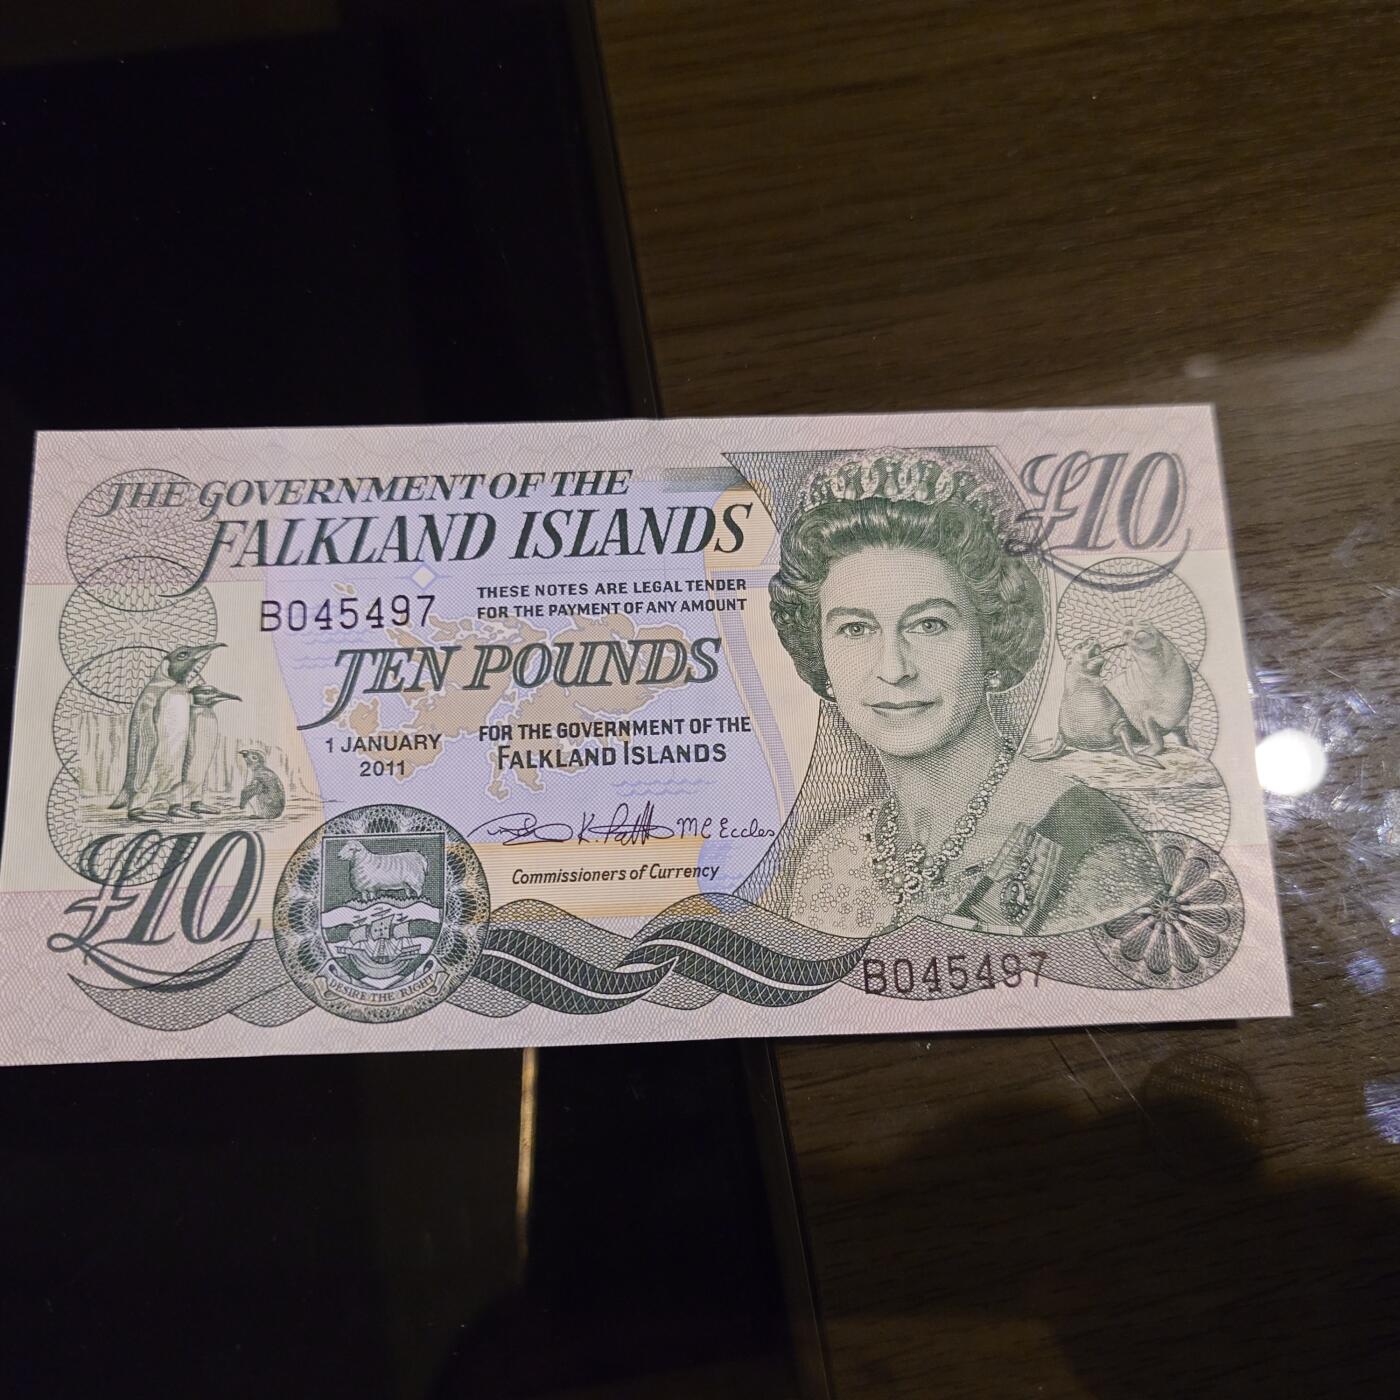 THE GOVERNMENT OF THE
FALKLAND ISLANDS
£10
B045497
THESE NOTES ARE LEGAL TENDER
FOR THE PAYMENT OF ANY AMOUNT
TEN POUNDS
1 JANUARY
2011
FOR THE GOVERNMENT OF THE
FALKLAND ISLANDS
K. Patt MC Eccles
Commissioners of Currency
£10
DESIRE THE RIGHT
B045497